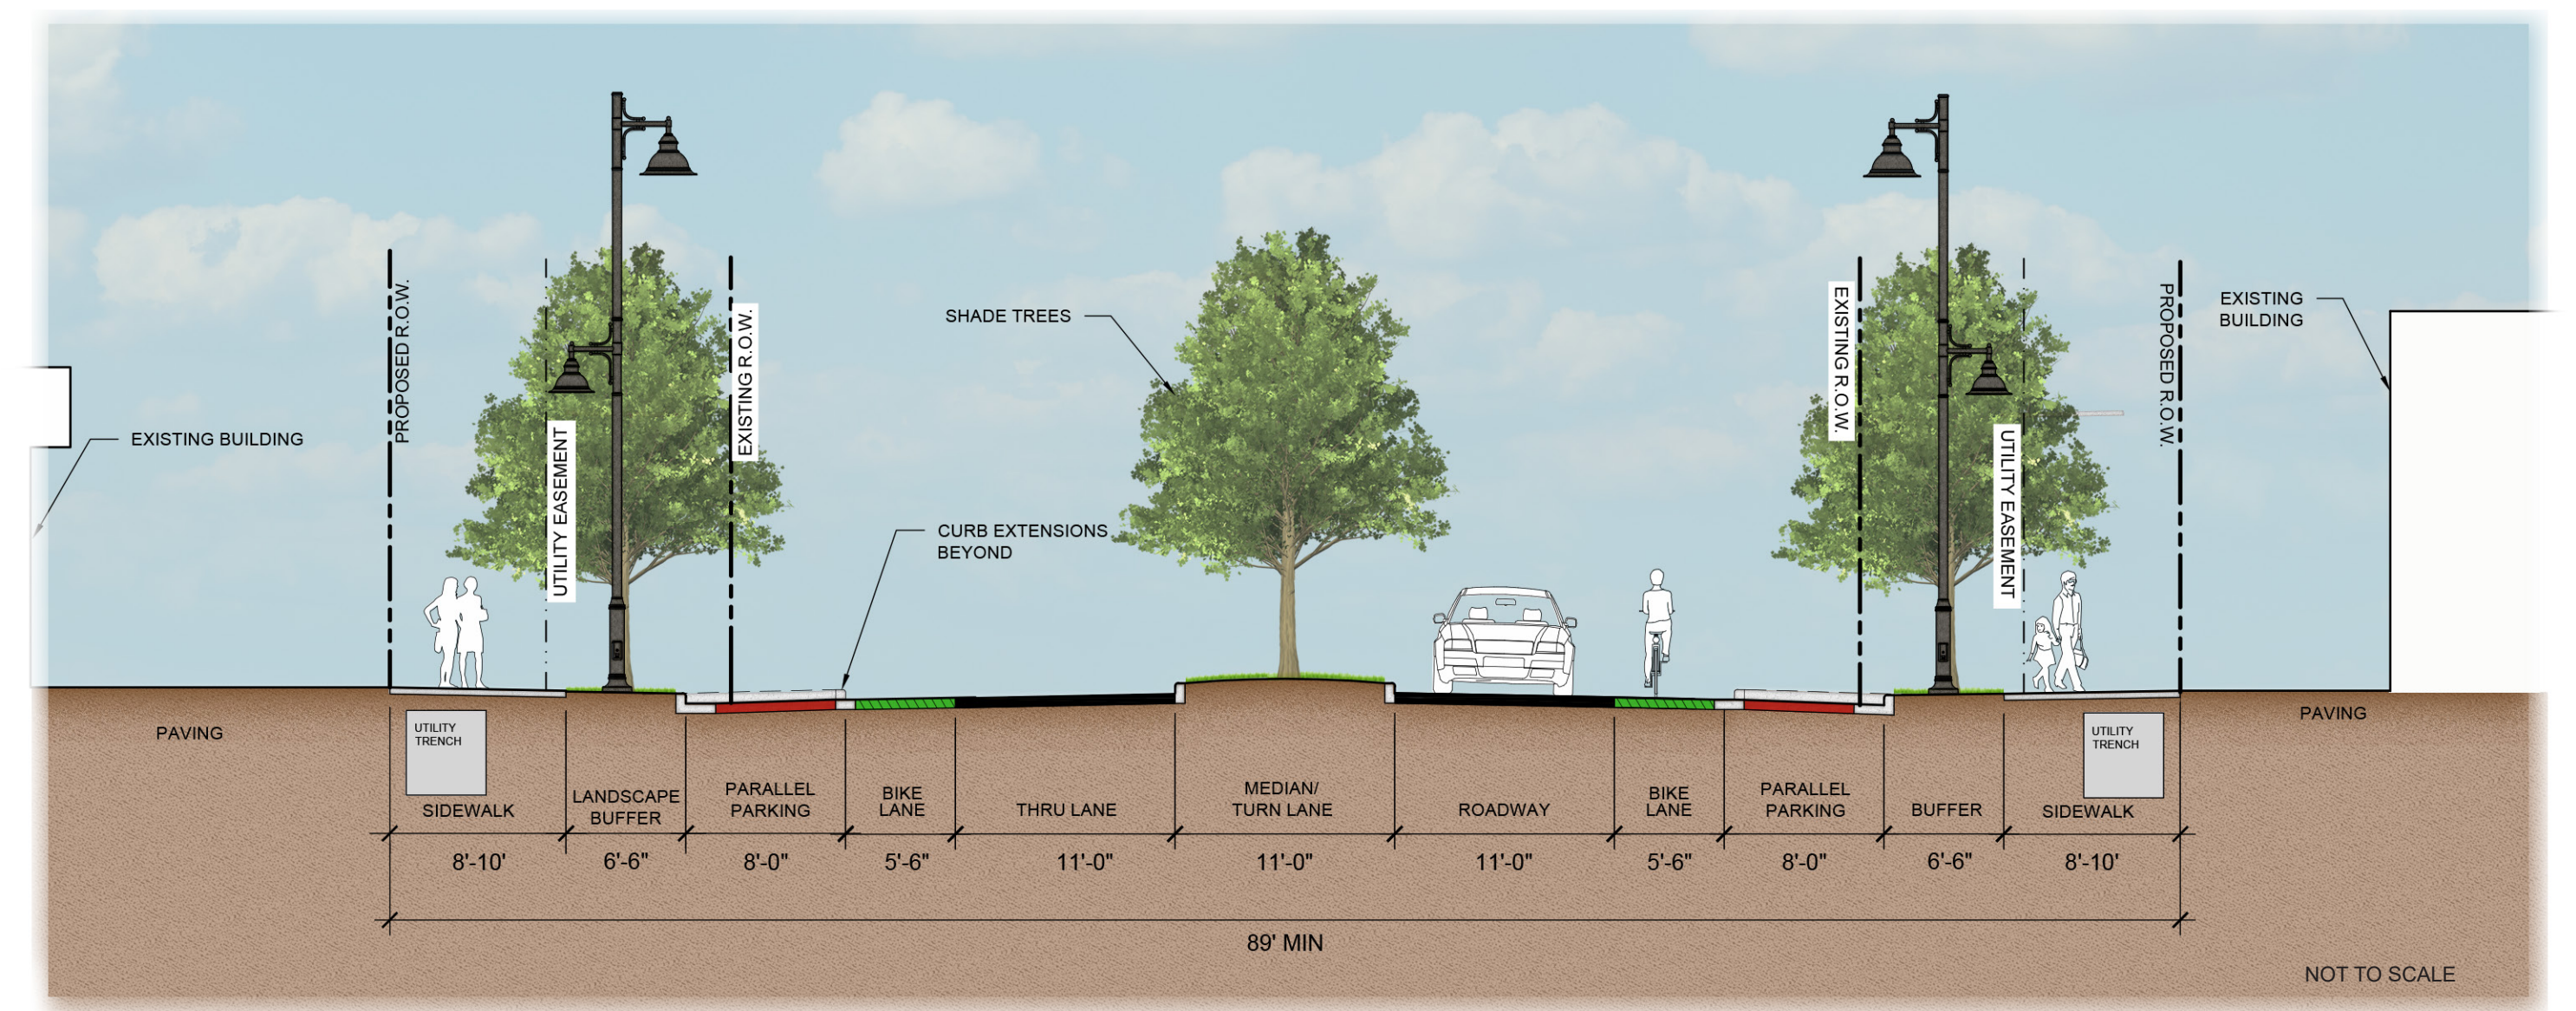 PROPOSED R.O.W.
UTILITY EASEMENT
EXISTING R.O.W.
SHADE TREES
EXISTING R.O.W.
UTILITY EASEMENT
PROPOSED R.O.W.
EXISTING
BUILDING
EXISTING BUILDING
CURB EXTENSIONS
BEYOND
PAVING
UTILITY
TRENCH
UTILITY
TRENCH
PAVING
SIDEWALK
LANDSCAPE
BUFFER
PARALLEL
PARKING
BIKE
LANE
THRU LANE
MEDIAN/
TURN LANE
ROADWAY
BIKE
LANE
PARALLEL
PARKING
BUFFER
SIDEWALK
8'-10'
6'-6"
8'-0"
5'-6"
11'-0"
11'-0"
11'-0"
5'-6"
8'-0"
6'-6"
8'-10'
89' MIN
NOT TO SCALE